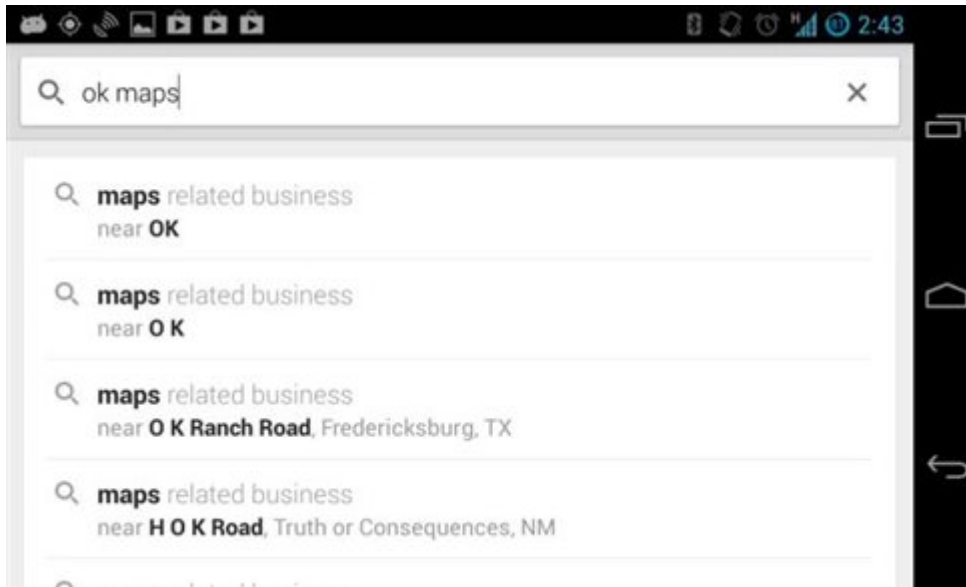 H 2:43
ok maps
maps related business
near OK
maps related business
near O K
maps related business
near O K Ranch Road, Fredericksburg, TX
maps related business
near H O K Road, Truth or Consequences, NM